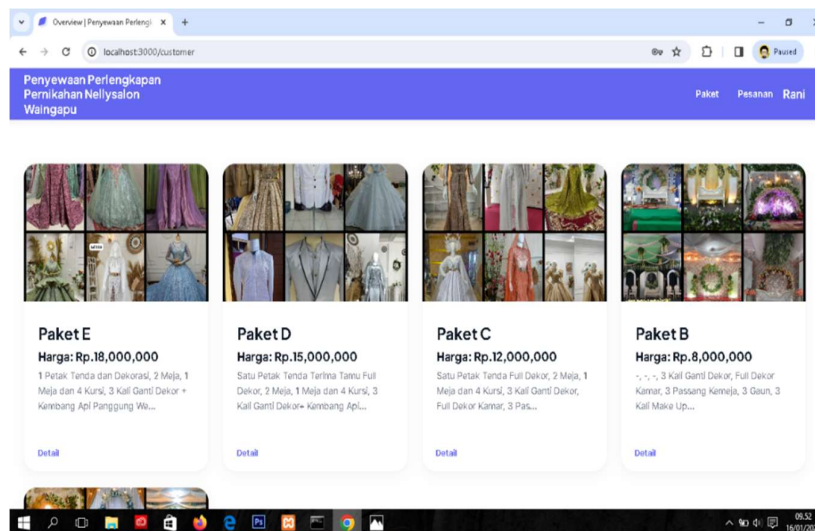 Overview | Penyewaan Perlengk
localhost:3000/customer
Paused
Penyewaan Perlengkapan
Pernikahan Nellysalon
Waingapu
Paket
Pesanan
Rani
Paket E
Harga: Rp.18,000,000
1 Petak Tenda dan Dekorasi, 2 Meja, 1
Meja dan 4 Kursi, 3 Kali Ganti Dekor +
Kembang Api Panggung We...
Detail
Paket D
Harga: Rp.15,000,000
Satu Petak Tenda Terima Tamu Full
Dekor, 2 Meja, 1 Meja dan 4 Kursi, 3
Kali Ganti Dekor+ Kembang Api...
Detail
Paket C
Harga: Rp.12,000,000
Satu Petak Tenda Full Dekor, 2 Meja, 1
Meja dan 4 Kursi, 3 Kali Ganti Dekor,
Full Dekor Kamar, 3 Pas...
Detail
Paket B
Harga: Rp.8,000,000
-, -, -, 3 Kali Ganti Dekor, Full Dekor
Kamar, 3 Passang Kemeja, 3 Gaun, 3
Kali Make Up...
Detail
Ps
09.52
16/01/20